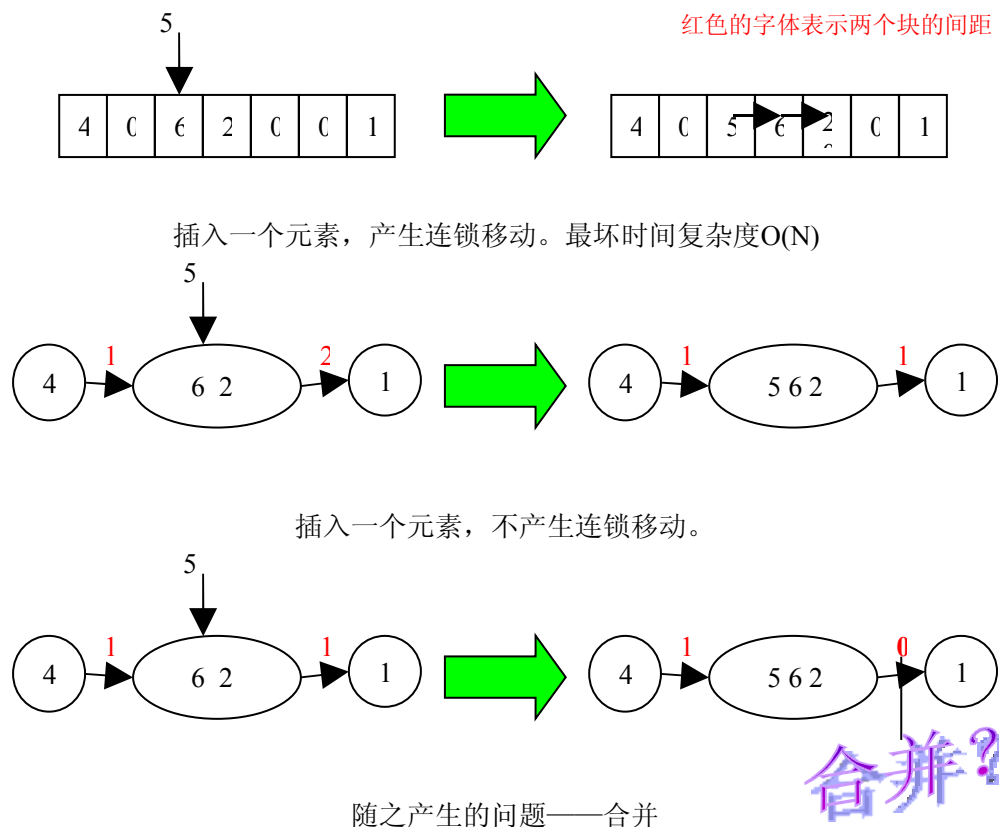 红色的字体表示两个块的间距
5
4 0 6 2 0 0 1
4 0 5 6 2 0 1
插入一个元素，产生连锁移动。最坏时间复杂度O(N)
5
4 1 6 2 2 1
4 1 5 6 2 1 1
插入一个元素，不产生连锁移动。
5
4 1 6 2 1 1
4 1 5 6 2 0 1
合并?
随之产生的问题——合并